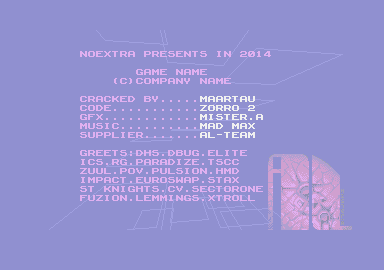 NOEXTRA PRESENTS IN 2014
GAME NAME
(C)COMPANY NAME
CRACKED BY.....MAARTAU
CODE...........ZORRO 2
GFX............MISTER.A
MUSIC..........MAD MAX
SUPPLIER.......AL-TEAM
GREETS:DHS.DBUG.ELITE
ICS.RG.PARADIZE.TSCC
ZUUL.POV.PULSION.HMD
IMPACT.EUROSWAP.STAX
ST KNIGHTS.CV.SECTORONE
FUZION.LEMMINGS.XTROLL